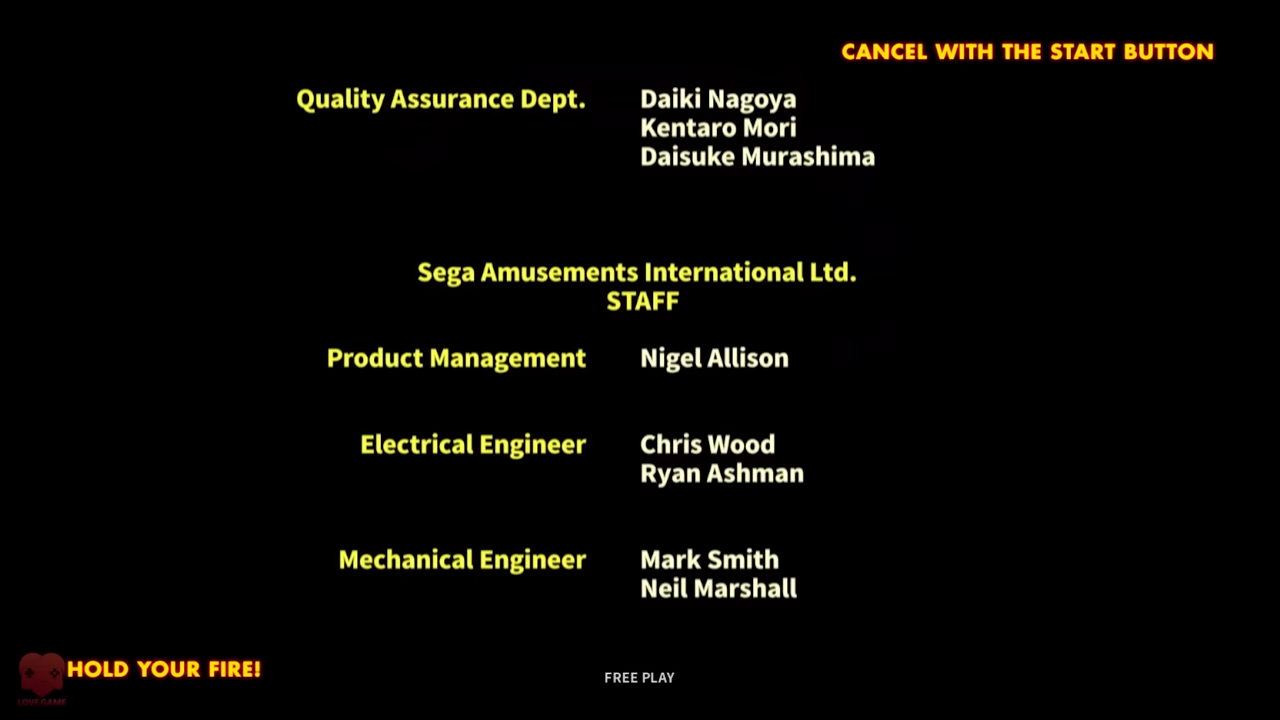 CANCEL WITH THE START BUTTON
Quality Assurance Dept. Daiki Nagoya
Kentaro Mori
Daisuke Murashima
Sega Amusements International Ltd.
STAFF
Product Management Nigel Allison
Electrical Engineer Chris Wood
Ryan Ashman
Mechanical Engineer Mark Smith
Neil Marshall
HOLD YOUR FIRE!
FREE PLAY
LOVE GAME